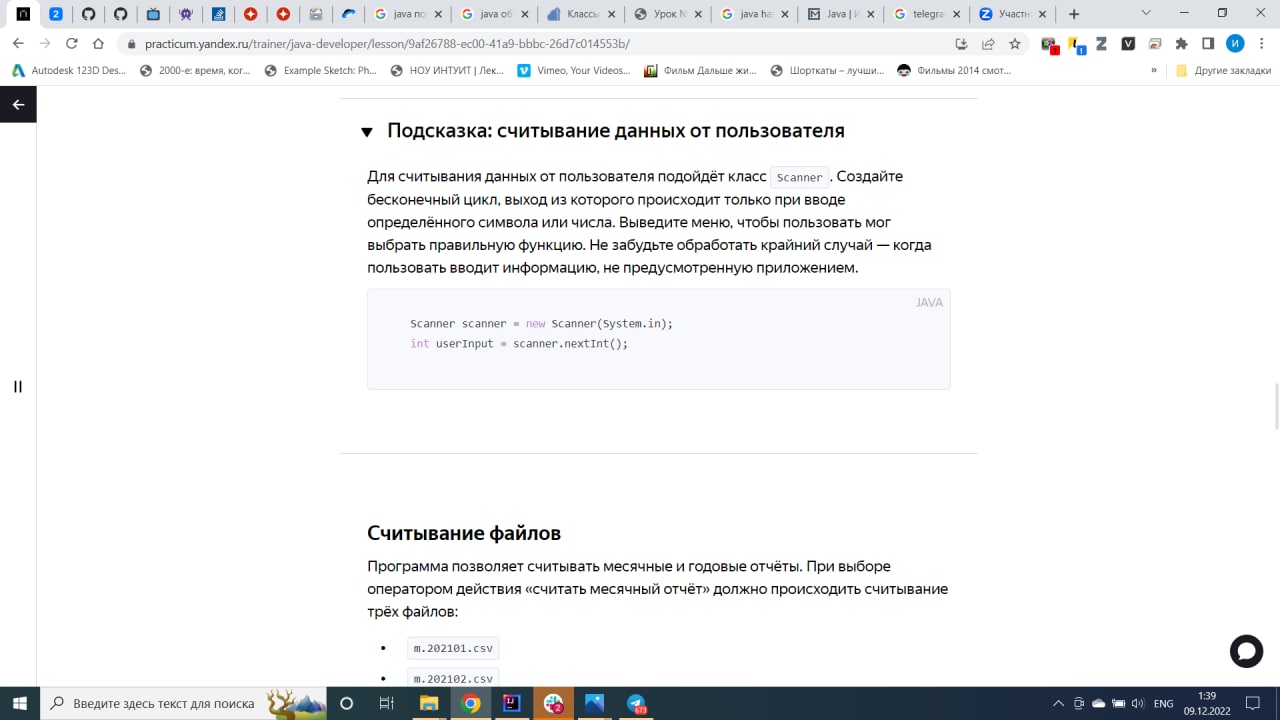 2
java по
java об
Классы
Урок N
java ha
Java | И
telegra
Участн
practicum.yandex.ru/trainer/java-developer/lesson/9af6786e-ec00-41a9-bbbc-26d7c014553b/
Autodesk 123D Des...
2000-е: время, ког...
Example Sketch: Ph...
НОУ ИНТУИТ | Лек...
Vimeo, Your Videos...
Фильм Дальше жи...
Шорткаты – лучши...
Фильмы 2014 смот...
»
Другие закладки
Подсказка: считывание данных от пользователя
Для считывания данных от пользователя подойдёт класс Scanner. Создайте
бесконечный цикл, выход из которого происходит только при вводе
определённого символа или числа. Выведите меню, чтобы пользовать мог
выбрать правильную функцию. Не забудьте обработать крайний случай — когда
пользовать вводит информацию, не предусмотренную приложением.
JAVA
Scanner scanner = new Scanner(System.in);
int userInput = scanner.nextInt();
Считывание файлов
Программа позволяет считывать месячные и годовые отчёты. При выборе
оператором действия «считать месячный отчёт» должно происходить считывание
трёх файлов:
• m.202101.csv
• m.202102.csv
Введите здесь текст для поиска
2
673
ENG
1:39
09.12.2022